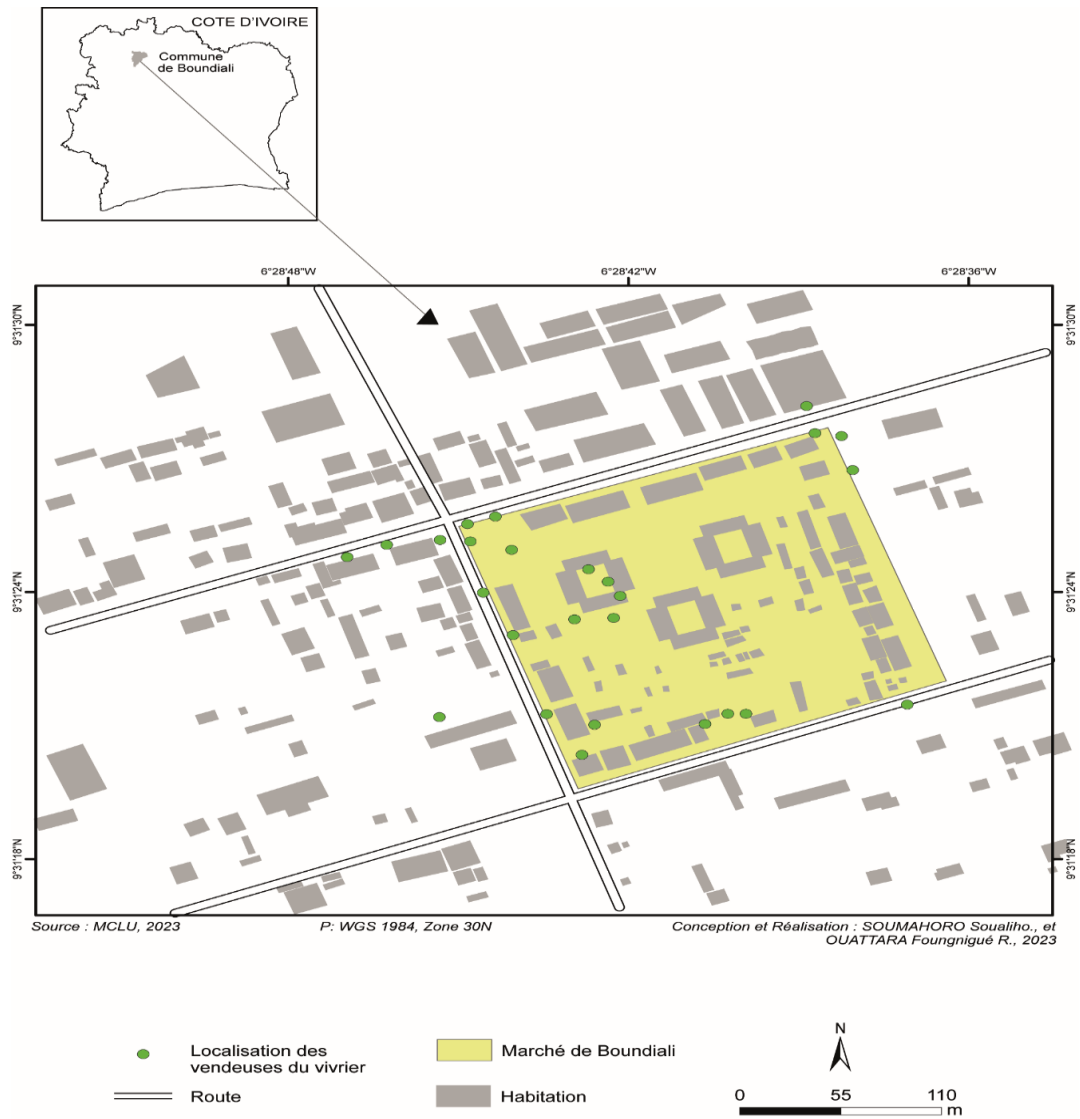 COTE D'IVOIRE
Commune
de Boundiali
6°28'48"W
6°28'42"W
6°28'36"W
9°31'30"N
9°31'30"N
9°31'24"N
9°31'24"N
9°31'18"N
9°31'18"N
Source : MCLU, 2023
P: WGS 1984, Zone 30N
Conception et Réalisation : SOUMAHORO Soualiho., et
OUATTARA Foungnigué R., 2023
Localisation des
vendeuses du vivrier
Route
Marché de Boundiali
Habitation
N
0 55 110
m